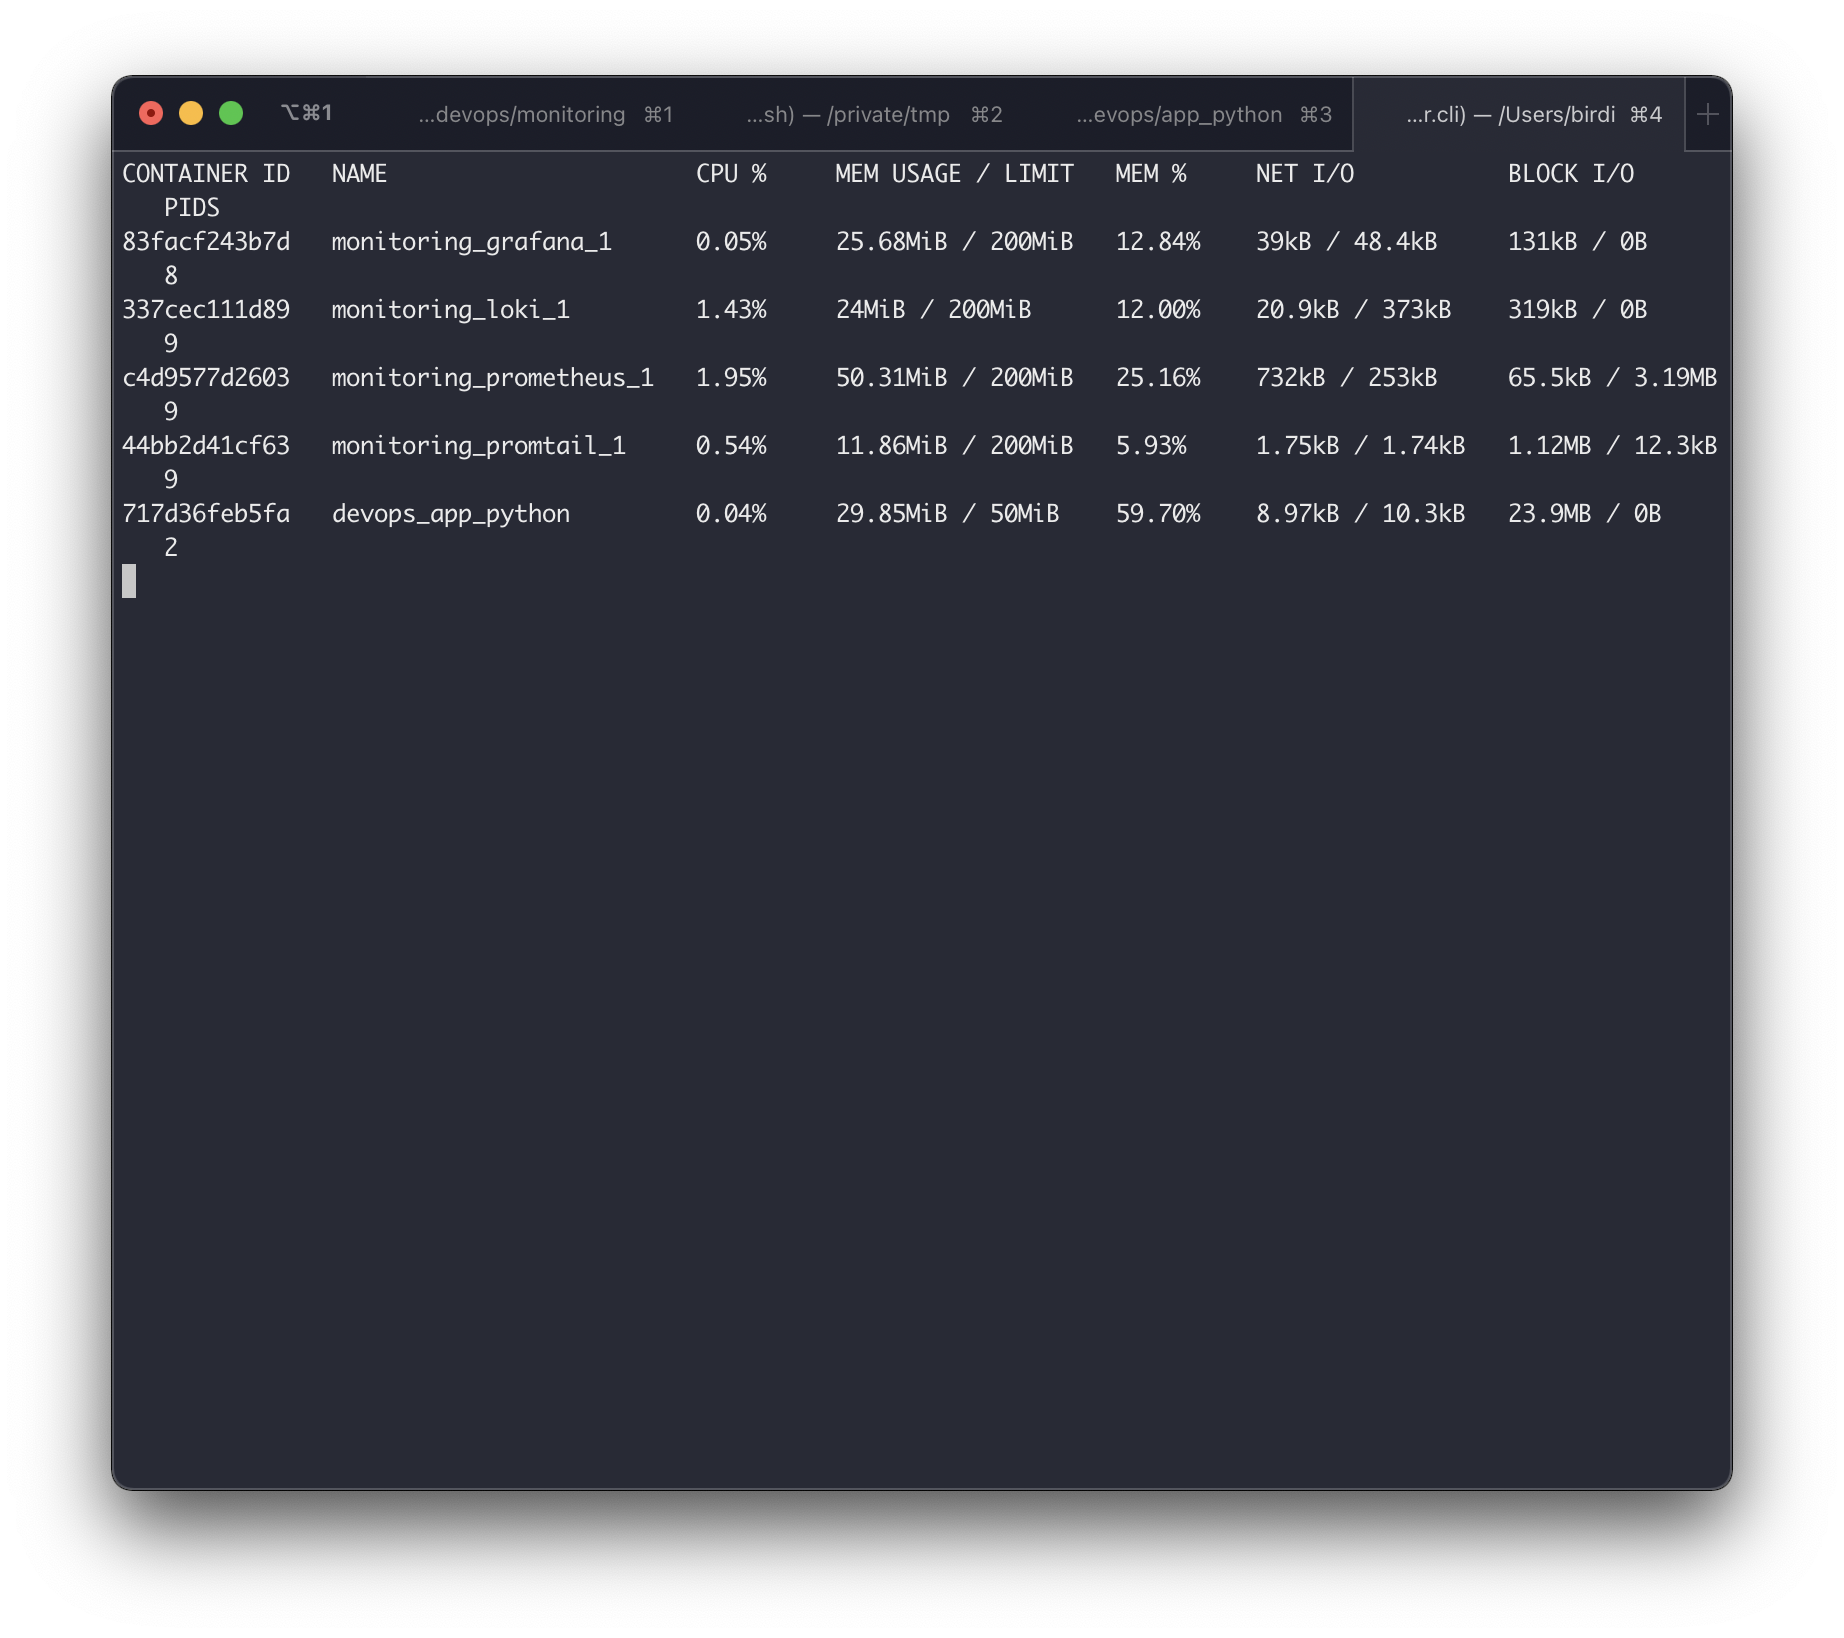 ⌥⌘1 ...devops/monitoring ⌘1 ...sh) — /private/tmp ⌘2 ...evops/app_python ⌘3 ...r.cli) — /Users/birdi ⌘4 +
CONTAINER ID   NAME                      CPU %     MEM USAGE / LIMIT   MEM %     NET I/O           BLOCK I/O
   PIDS
83facf243b7d   monitoring_grafana_1      0.05%     25.68MiB / 200MiB   12.84%    39kB / 48.4kB     131kB / 0B
   8
337cec111d89   monitoring_loki_1         1.43%     24MiB / 200MiB      12.00%    20.9kB / 373kB    319kB / 0B
   9
c4d9577d2603   monitoring_prometheus_1   1.95%     50.31MiB / 200MiB   25.16%    732kB / 253kB     65.5kB / 3.19MB
   9
44bb2d41cf63   monitoring_promtail_1     0.54%     11.86MiB / 200MiB   5.93%     1.75kB / 1.74kB   1.12MB / 12.3kB
   9
717d36feb5fa   devops_app_python         0.04%     29.85MiB / 50MiB    59.70%    8.97kB / 10.3kB   23.9MB / 0B
   2